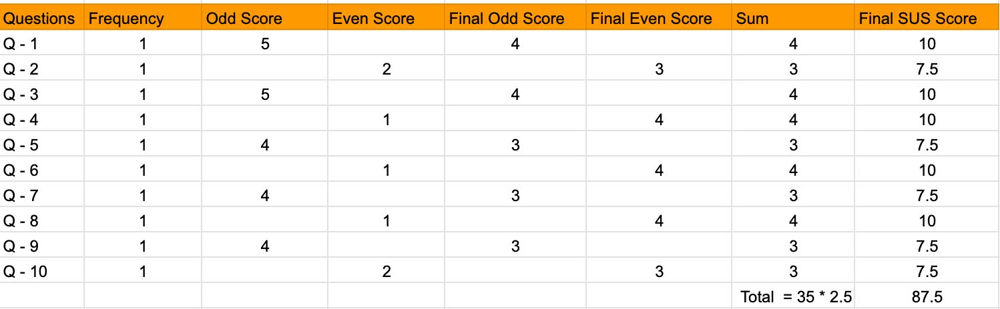 Questions Frequency Odd Score Even Score Final Odd Score Final Even Score Sum Final SUS Score
Q - 1 1 5 4 4 10
Q - 2 1 2 3 3 7.5
Q - 3 1 5 4 4 10
Q - 4 1 1 4 4 10
Q - 5 1 4 3 3 7.5
Q - 6 1 1 4 4 10
Q - 7 1 4 3 3 7.5
Q - 8 1 1 4 4 10
Q - 9 1 4 3 3 7.5
Q - 10 1 2 3 3 7.5
Total = 35 * 2.5 87.5